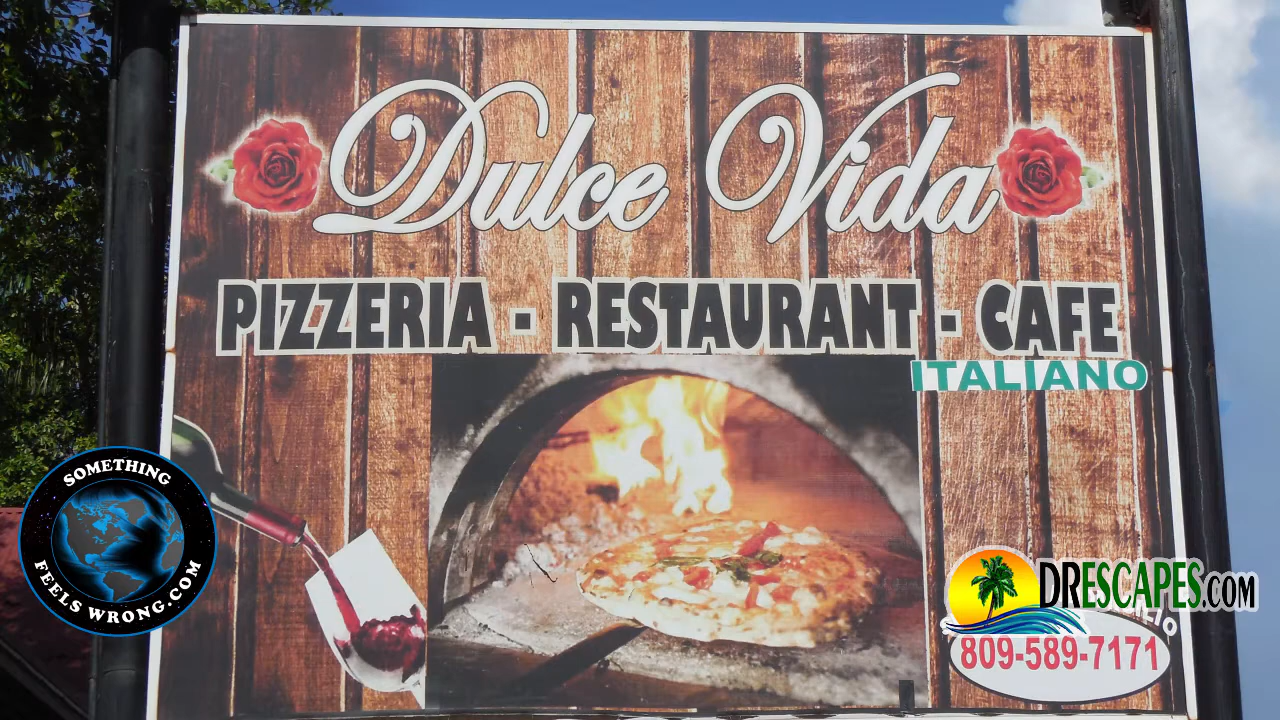 Dulce Vida
PIZZERIA - RESTAURANT - CAFE
ITALIANO
SOMETHING
FEELS WRONG.COM
DRESCAPES.COM
809-589-7171